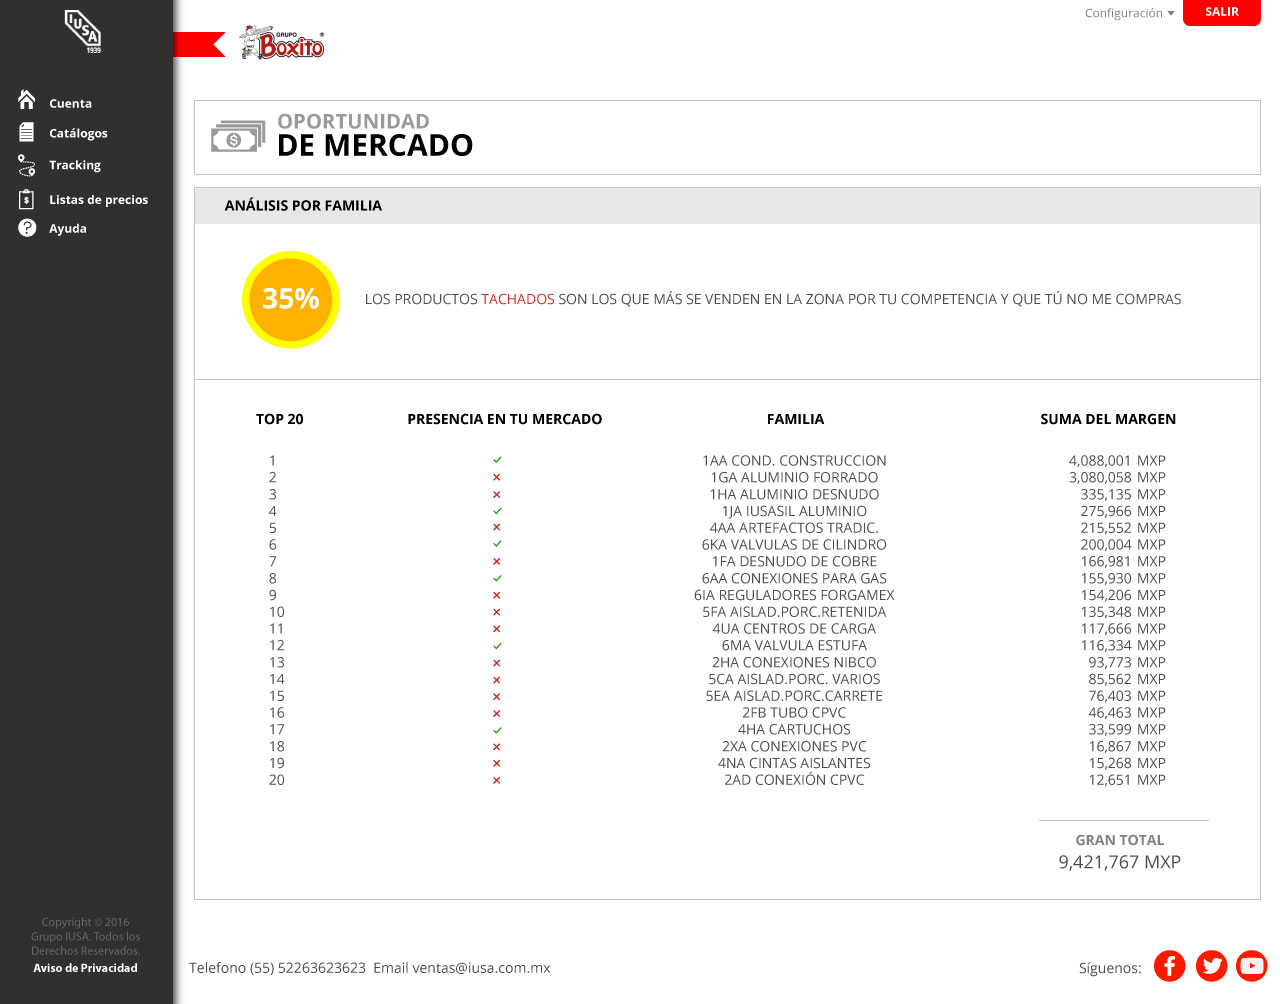 IUSA
1939
Cuenta
Catálogos
Tracking
Listas de precios
Ayuda
Copyright © 2016
Grupo IUSA. Todos los
Derechos Reservados.
Aviso de Privacidad
GRUPO
Boxito®
Configuración
SALIR
OPORTUNIDAD
DE MERCADO
ANÁLISIS POR FAMILIA
35%
LOS PRODUCTOS TACHADOS SON LOS QUE MÁS SE VENDEN EN LA ZONA POR TU COMPETENCIA Y QUE TÚ NO ME COMPRAS
TOP 20 PRESENCIA EN TU MERCADO FAMILIA SUMA DEL MARGEN
1 ✓ 1AA COND. CONSTRUCCION 4,088,001 MXP
2 × 1GA ALUMINIO FORRADO 3,080,058 MXP
3 × 1HA ALUMINIO DESNUDO 335,135 MXP
4 ✓ 1JA IUSASIL ALUMINIO 275,966 MXP
5 × 4AA ARTEFACTOS TRADIC. 215,552 MXP
6 ✓ 6KA VALVULAS DE CILINDRO 200,004 MXP
7 × 1FA DESNUDO DE COBRE 166,981 MXP
8 ✓ 6AA CONEXIONES PARA GAS 155,930 MXP
9 × 6IA REGULADORES FORGAMEX 154,206 MXP
10 × 5FA AISLAD.PORC.RETENIDA 135,348 MXP
11 × 4UA CENTROS DE CARGA 117,666 MXP
12 ✓ 6MA VALVULA ESTUFA 116,334 MXP
13 × 2HA CONEXIONES NIBCO 93,773 MXP
14 × 5CA AISLAD.PORC. VARIOS 85,562 MXP
15 × 5EA AISLAD.PORC.CARRETE 76,403 MXP
16 × 2FB TUBO CPVC 46,463 MXP
17 ✓ 4HA CARTUCHOS 33,599 MXP
18 × 2XA CONEXIONES PVC 16,867 MXP
19 × 4NA CINTAS AISLANTES 15,268 MXP
20 × 2AD CONEXIÓN CPVC 12,651 MXP
GRAN TOTAL
9,421,767 MXP
Telefono (55) 52263623623 Email ventas@iusa.com.mx
Síguenos: